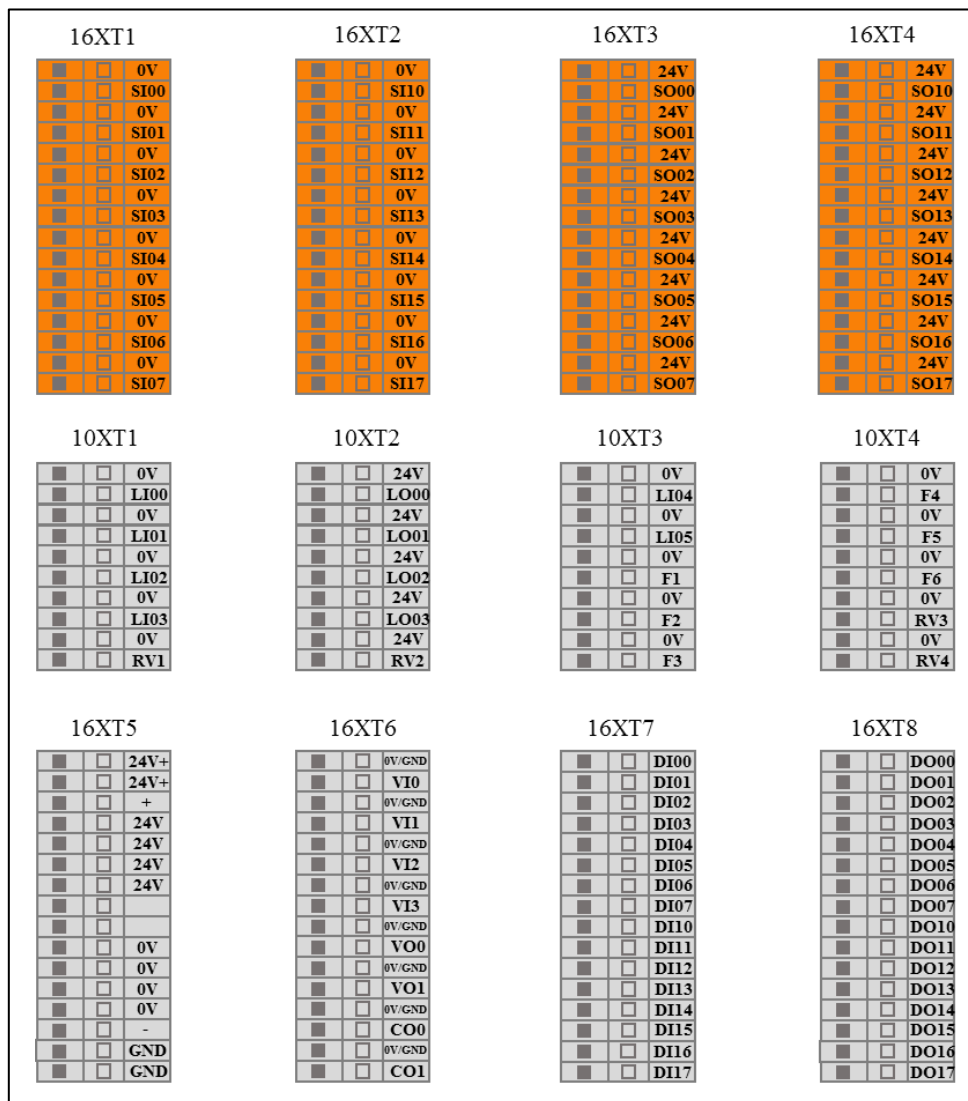 16XT1
0V
SI00
0V
SI01
0V
SI02
0V
SI03
0V
SI04
0V
SI05
0V
SI06
0V
SI07
16XT2
0V
SI10
0V
SI11
0V
SI12
0V
SI13
0V
SI14
0V
SI15
0V
SI16
0V
SI17
16XT3
24V
SO00
24V
SO01
24V
SO02
24V
SO03
24V
SO04
24V
SO05
24V
SO06
24V
SO07
16XT4
24V
SO10
24V
SO11
24V
SO12
24V
SO13
24V
SO14
24V
SO15
24V
SO16
24V
SO17
10XT1
0V
LI00
0V
LI01
0V
LI02
0V
LI03
0V
RV1
10XT2
24V
LO00
24V
LO01
24V
LO02
24V
LO03
24V
RV2
10XT3
0V
LI04
0V
LI05
0V
F1
0V
F2
0V
F3
10XT4
0V
F4
0V
F5
0V
F6
0V
RV3
0V
RV4
16XT5
24V+
24V+
+
24V
24V
24V
24V
0V
0V
0V
0V
-
GND
GND
16XT6
0V/GND
VI0
0V/GND
VI1
0V/GND
VI2
0V/GND
VI3
0V/GND
VO0
0V/GND
VO1
0V/GND
CO0
0V/GND
CO1
16XT7
DI00
DI01
DI02
DI03
DI04
DI05
DI06
DI07
DI10
DI11
DI12
DI13
DI14
DI15
DI16
DI17
16XT8
DO00
DO01
DO02
DO03
DO04
DO05
DO06
DO07
DO10
DO11
DO12
DO13
DO14
DO15
DO16
DO17